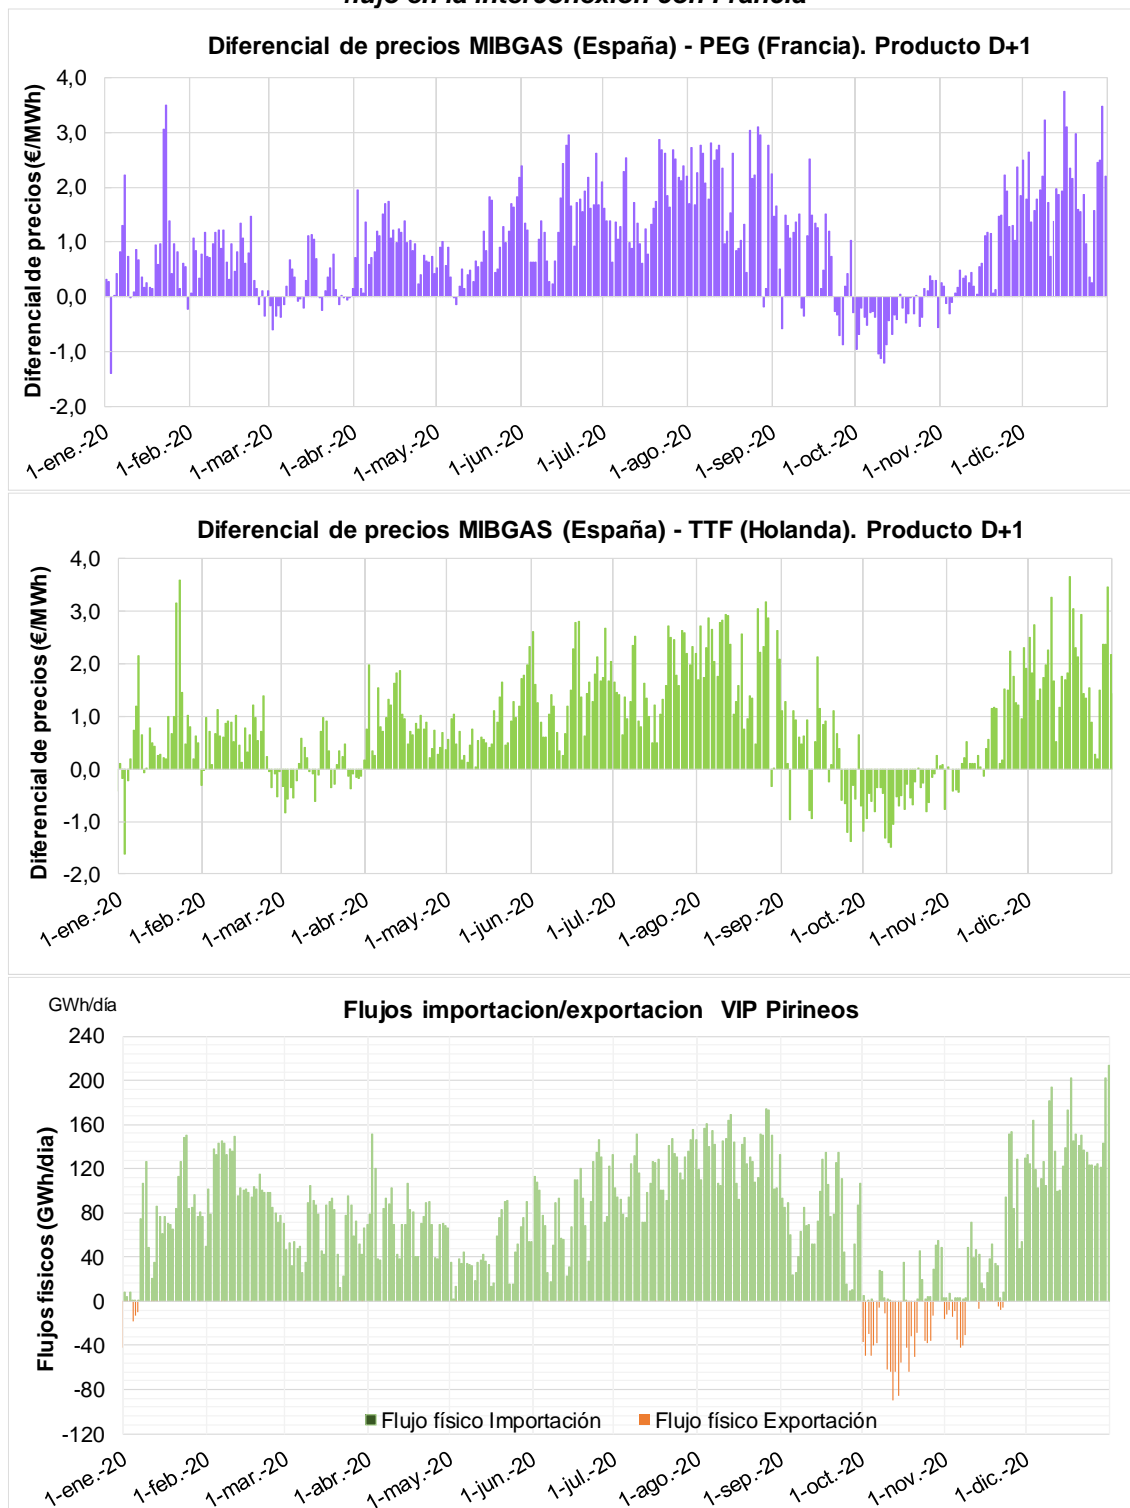 flujo en la interconexión con Francia
Diferencial de precios MIBGAS (España) - PEG (Francia). Producto D+1
Diferencial de precios (€/MWh)
4,0
3,0
2,0
1,0
0,0
-1,0
-2,0
1-ene.-20
1-feb.-20
1-mar.-20
1-abr.-20
1-may.-20
1-jun.-20
1-jul.-20
1-ago.-20
1-sep.-20
1-oct.-20
1-nov.-20
1-dic.-20
Diferencial de precios MIBGAS (España) - TTF (Holanda). Producto D+1
Diferencial de precios (€/MWh)
4,0
3,0
2,0
1,0
0,0
-1,0
-2,0
1-ene.-20
1-feb.-20
1-mar.-20
1-abr.-20
1-may.-20
1-jun.-20
1-jul.-20
1-ago.-20
1-sep.-20
1-oct.-20
1-nov.-20
1-dic.-20
GWh/día
Flujos importacion/exportacion VIP Pirineos
Flujos fisicos (GWh/dia)
240
200
160
120
80
40
0
-40
-80
-120
Flujo físico Importación
Flujo físico Exportación
1-ene.-20
1-feb.-20
1-mar.-20
1-abr.-20
1-may.-20
1-jun.-20
1-jul.-20
1-ago.-20
1-sep.-20
1-oct.-20
1-nov.-20
1-dic.-20